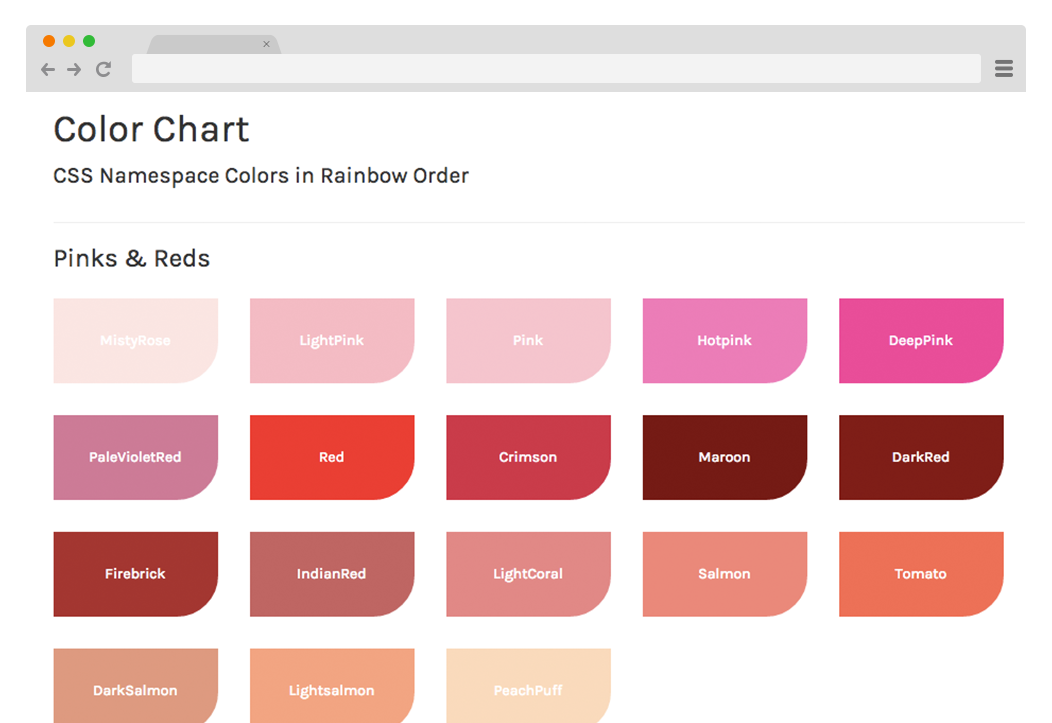 Color Chart
CSS Namespace Colors in Rainbow Order
Pinks & Reds
MistyRose
LightPink
Pink
Hotpink
DeepPink
PaleVioletRed
Red
Crimson
Maroon
DarkRed
Firebrick
IndianRed
LightCoral
Salmon
Tomato
DarkSalmon
Lightsalmon
PeachPuff